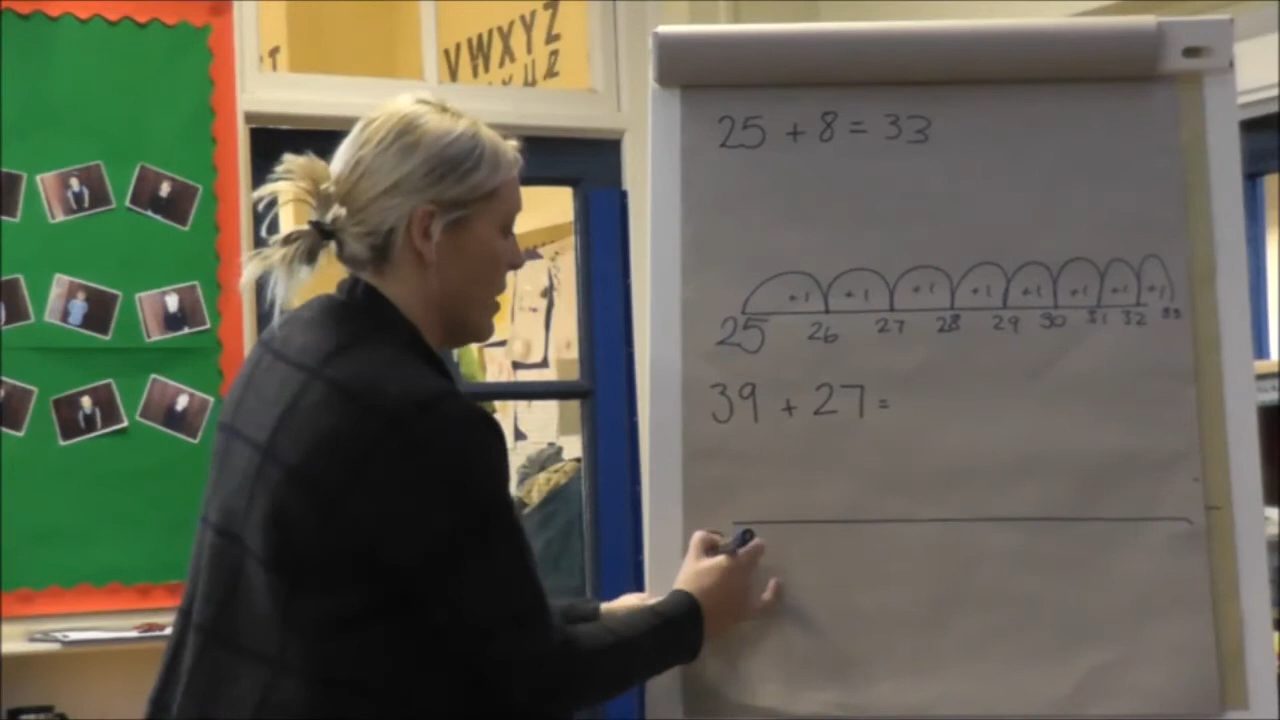 VWXYZ
25 + 8 = 33
+1 +1 +1 +1 +1 +1 +1 +1
25 26 27 28 29 30 31 32 33
39 + 27 =